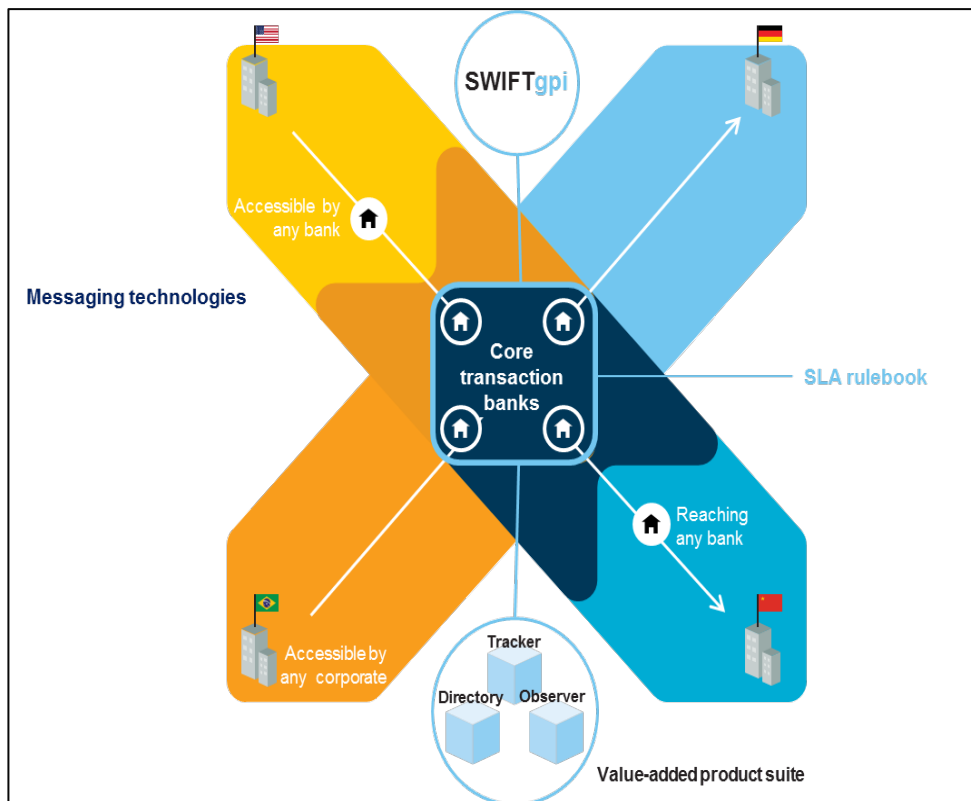 SWIFTgpi
Accessible by
any bank
Messaging technologies
Core
transaction
banks
SLA rulebook
Reaching
any bank
Accessible by
any corporate
Tracker
Directory
Observer
Value-added product suite